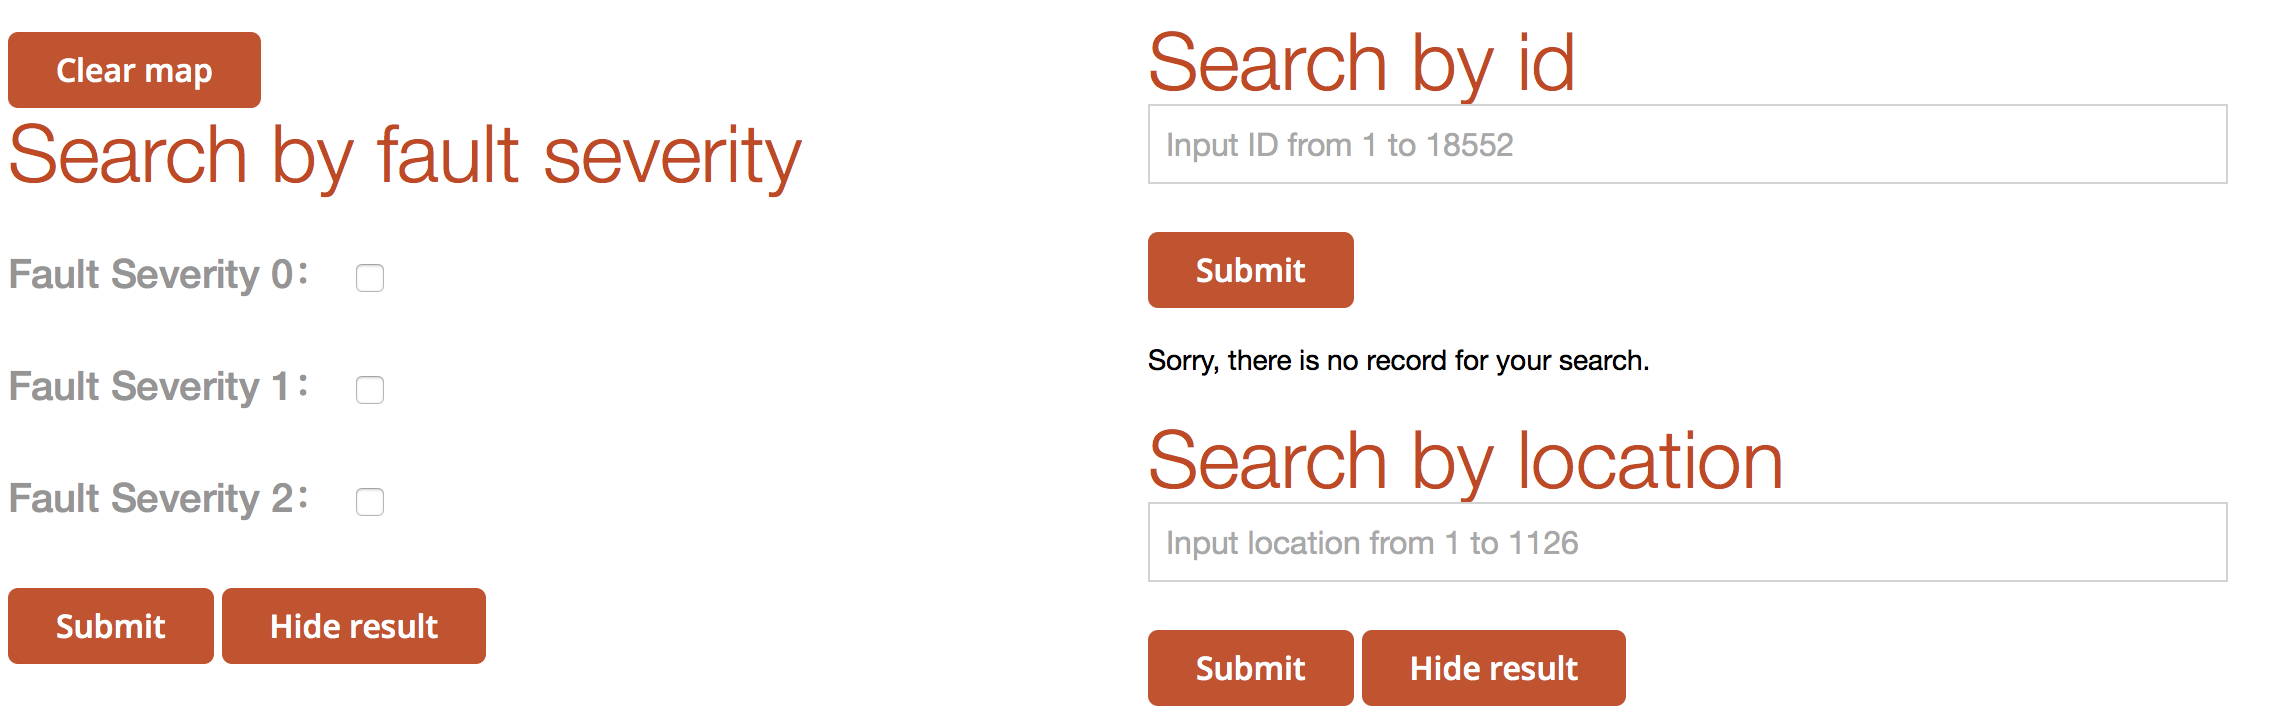 Clear map
Search by fault severity
Fault Severity 0:
Fault Severity 1:
Fault Severity 2:
Submit Hide result
Search by id
Input ID from 1 to 18552
Submit
Sorry, there is no record for your search.
Search by location
Input location from 1 to 1126
Submit Hide result